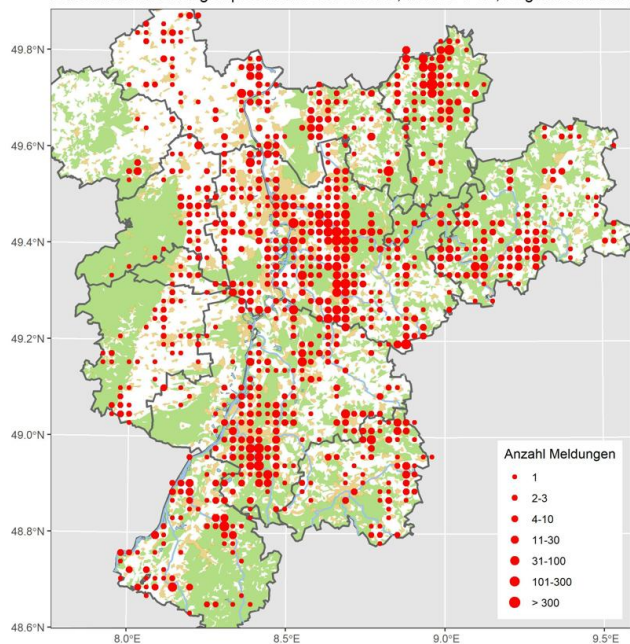 49.8°N
49.6°N
49.4°N
49.2°N
49.0°N
48.8°N
48.6°N
8.0°E
8.5°E
9.0°E
9.5°E
Anzahl Meldungen
1
2-3
4-10
11-30
31-100
101-300
> 300